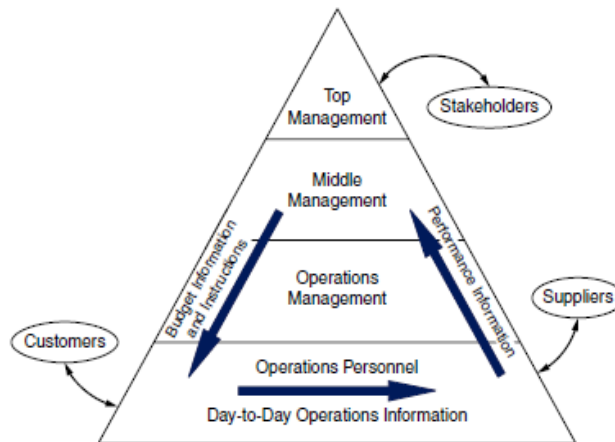 Top
Management
Stakeholders
Middle
Management
Budget Information
and Instructions
Performance Information
Operations
Management
Suppliers
Customers
Operations Personnel
Day-to-Day Operations Information